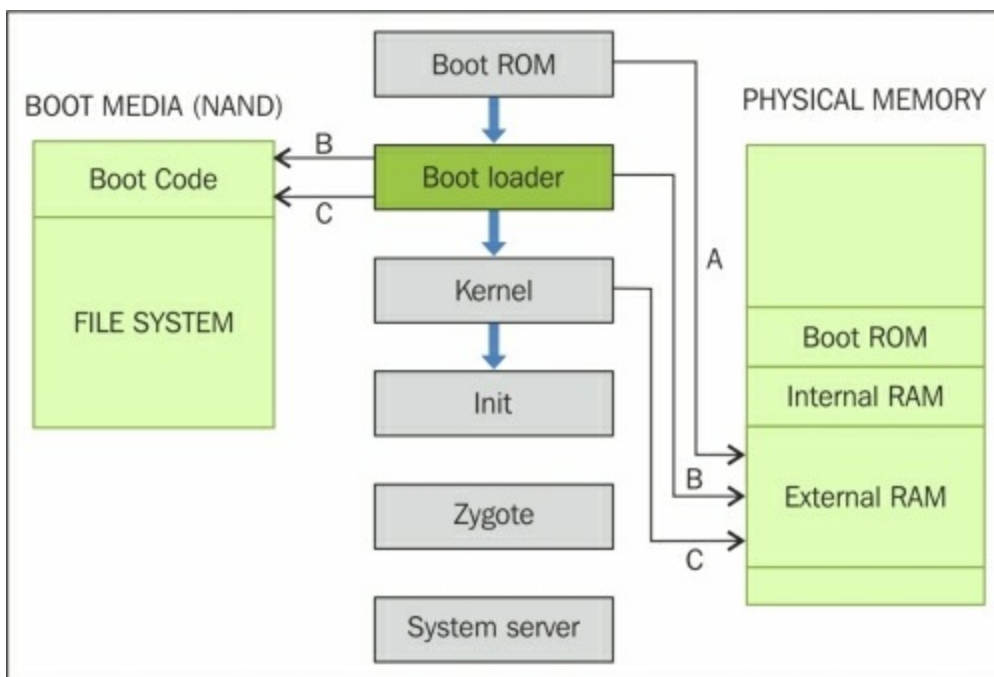 Boot ROM
BOOT MEDIA (NAND)
PHYSICAL MEMORY
B
Boot Code
Boot loader
C
A
Kernel
FILE SYSTEM
Boot ROM
Internal RAM
Init
B
External RAM
Zygote
C
System server